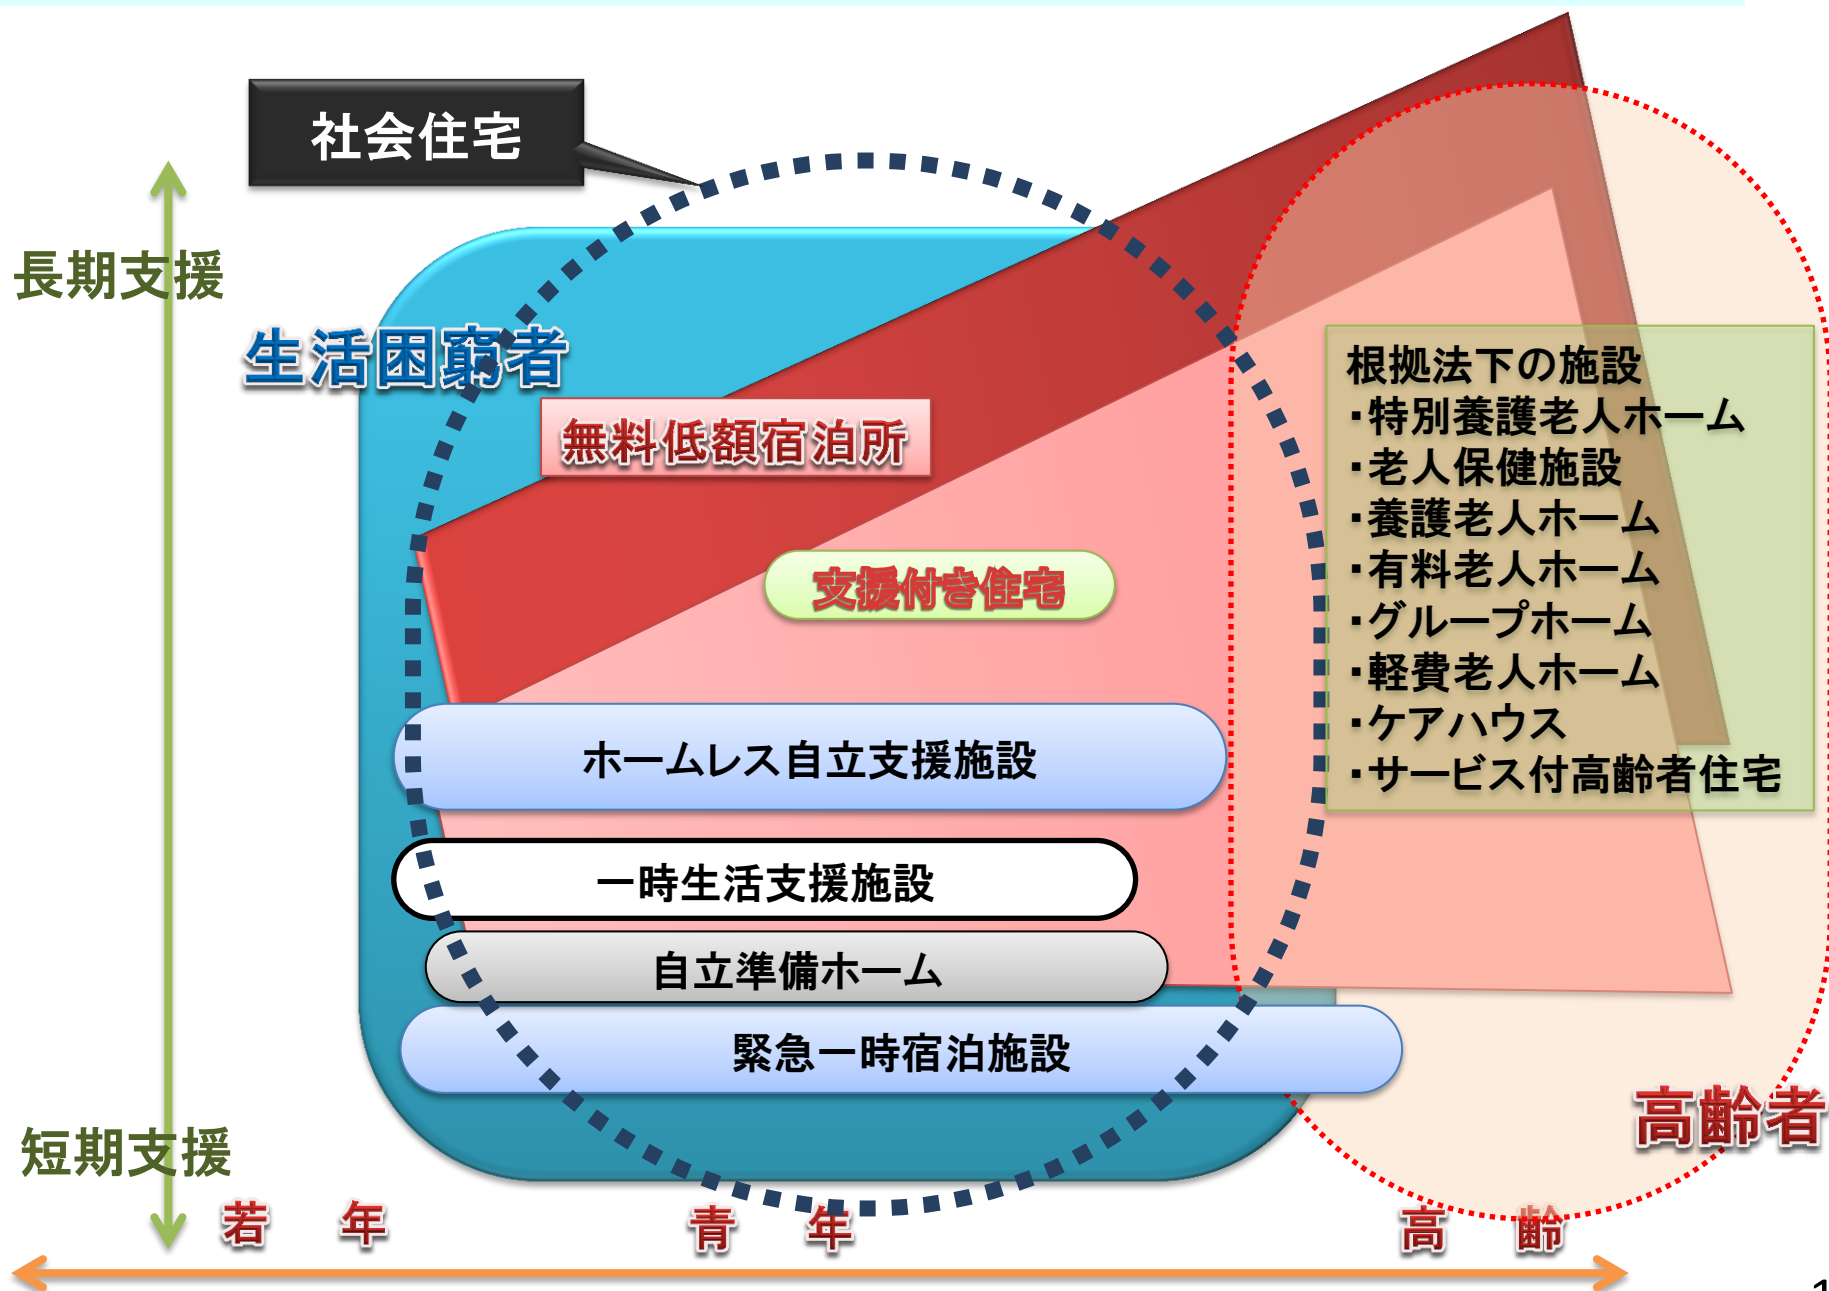 社会住宅
長期支援
生活困窮者
無料低額宿泊所
支援付き住宅
根拠法下の施設
・特別養護老人ホーム
・老人保健施設
・養護老人ホーム
・有料老人ホーム
・グループホーム
・軽費老人ホーム
・ケアハウス
・サービス付高齢者住宅
ホームレス自立支援施設
一時生活支援施設
自立準備ホーム
緊急一時宿泊施設
高齢者
短期支援
若　年
青　年
高　齢
1